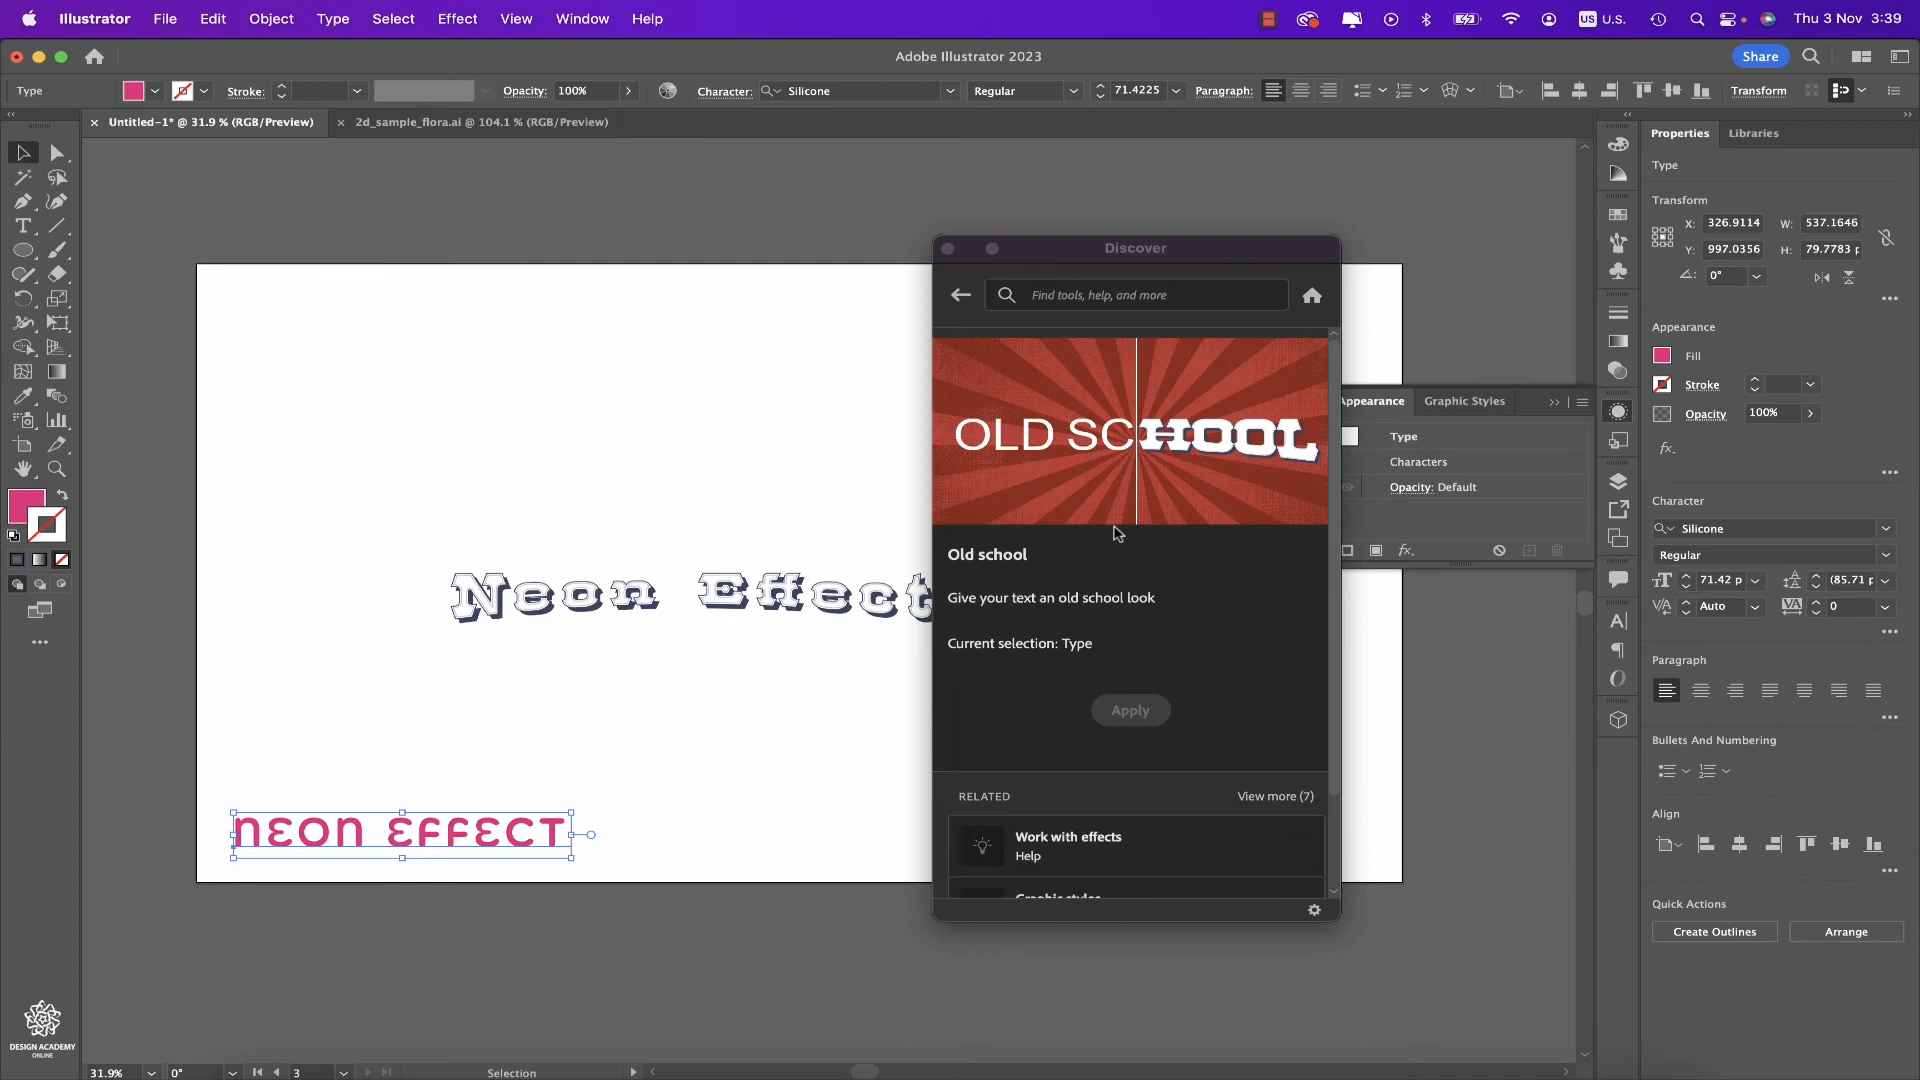 Illustrator File Edit Object Type Select Effect View Window Help
US U.S.
Thu 3 Nov 3:39
Adobe Illustrator 2023
Share
Type
Stroke:
Opacity: 100%
Character: Silicone
Regular
71.4225
Paragraph:
Transform
Untitled-1* @ 31.9 % (RGB/Preview)
2d_sample_flora.ai @ 104.1 % (RGB/Preview)
Neon Effect
NEON EFFECT
Discover
Find tools, help, and more
OLD SCHOOL
Old school
Give your text an old school look
Current selection: Type
Apply
RELATED
View more (7)
Work with effects
Help
Graphic styles
Appearance
Graphic Styles
Type
Characters
Opacity: Default
fx.
Properties
Libraries
Type
Transform
X: 326.9114
W: 537.1646
Y: 997.0356
H: 79.7783 p
0°
Appearance
Fill
Stroke
Opacity
100%
fx.
Character
Silicone
Regular
71.42 p
(85.71 p
Auto
0
Paragraph
Bullets And Numbering
Align
Quick Actions
Create Outlines
Arrange
DESIGN ACADEMY
ONLINE
31.9%
0°
3
Selection